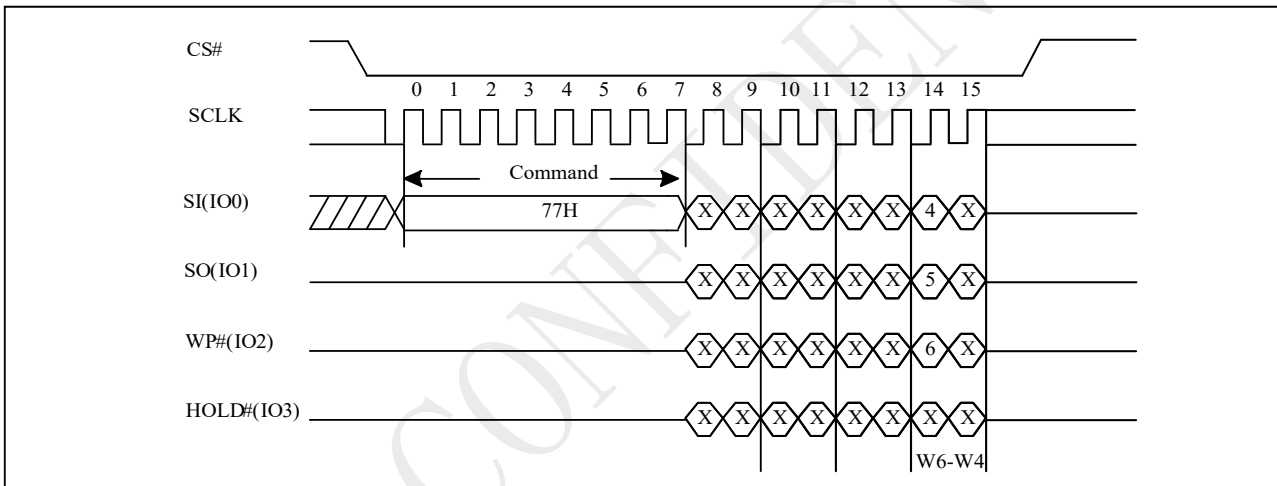 CS#
0 1 2 3 4 5 6 7 8 9 10 11 12 13 14 15
SCLK
Command
SI(IO0) 77H X X X X X X 4 X
SO(IO1) X X X X X X 5 X
WP#(IO2) X X X X X X 6 X
HOLD#(IO3) X X X X X X X X
W6-W4
CONFIDEN